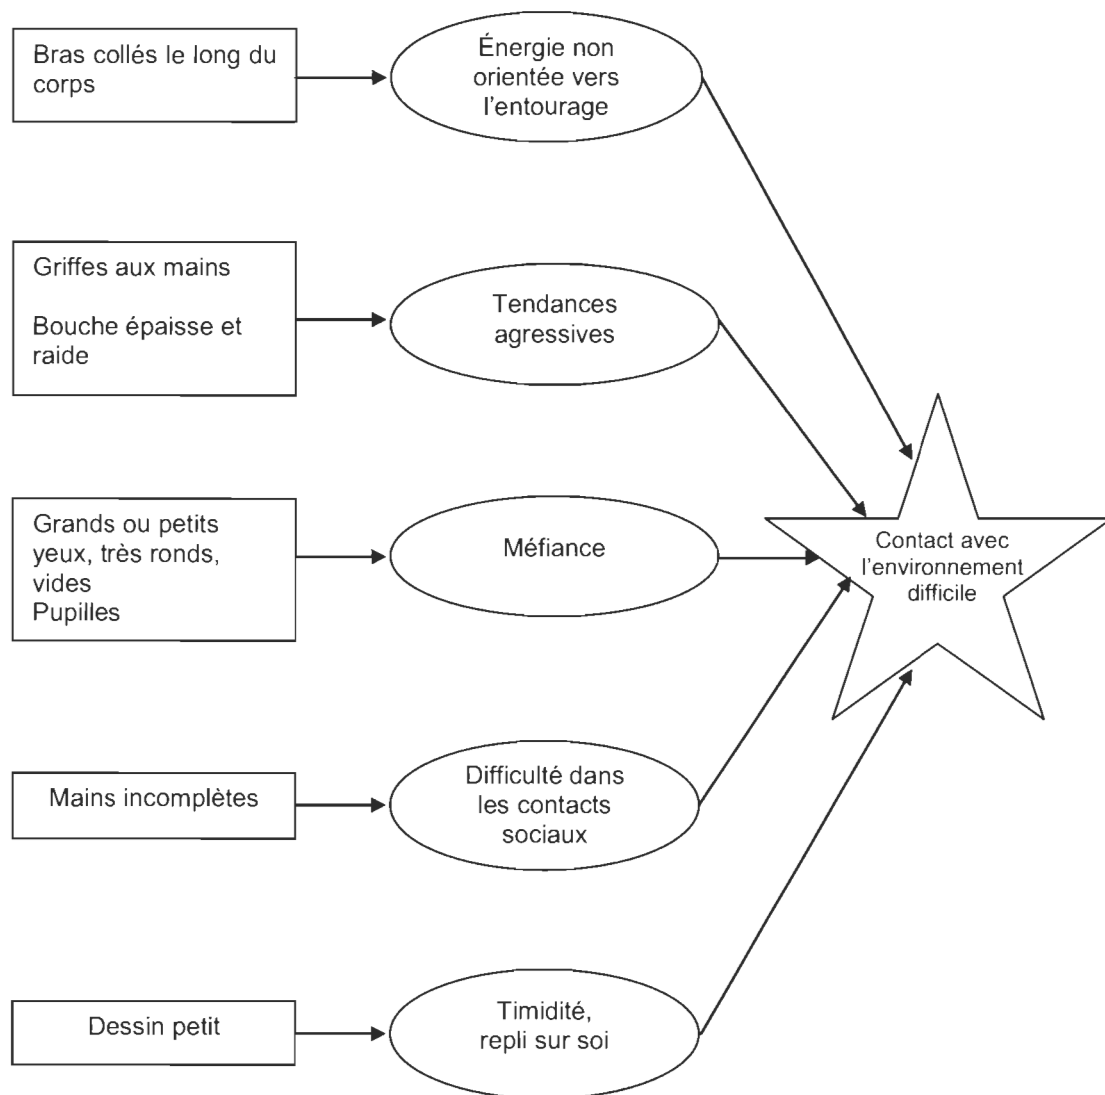 Bras collés le long du
corps
Énergie non
orientée vers
l'entourage
Griffes aux mains
Bouche épaisse et
raide
Tendances
agressives
Grands ou petits
yeux, très ronds,
vides
Pupilles
Méfiance
Contact avec
l'environnement
difficile
Mains incomplètes
Difficulté dans
les contacts
sociaux
Dessin petit
Timidité,
repli sur soi